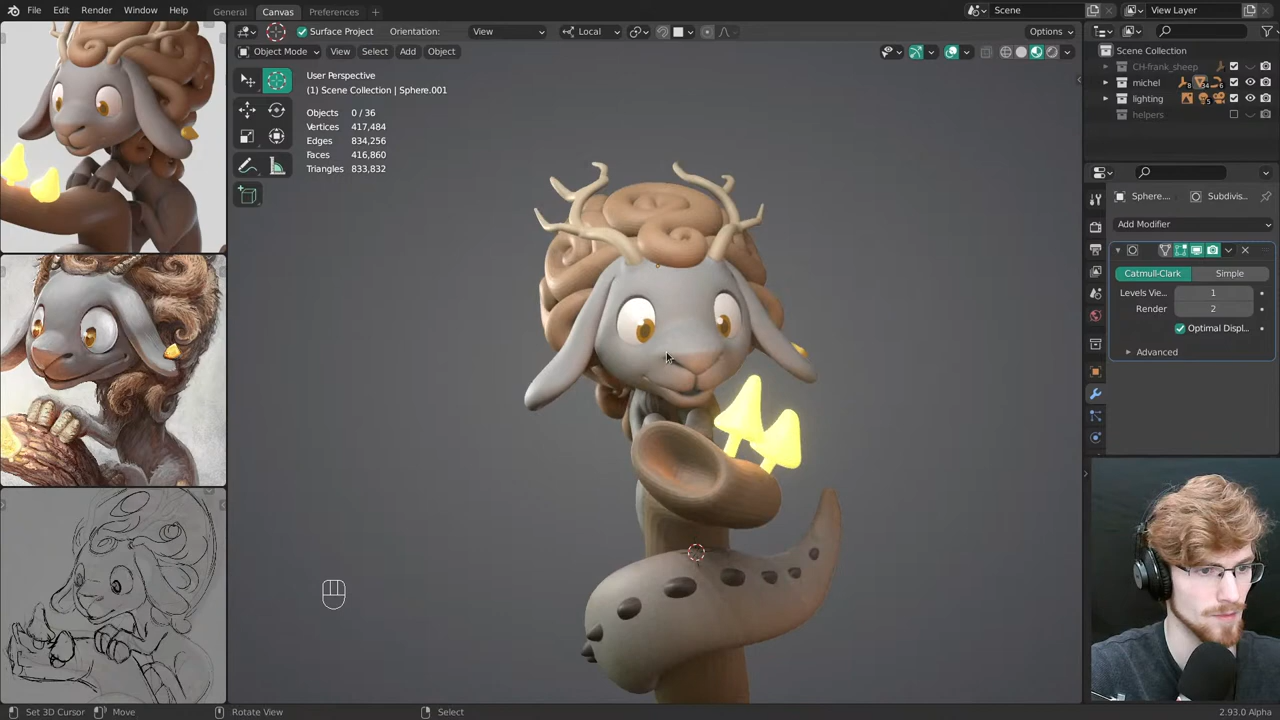 File Edit Render Window Help
General Canvas Preferences +
Scene
View Layer
Surface Project Orientation: View Local Options
Object Mode View Select Add Object
User Perspective
(1) Scene Collection | Sphere.001
Objects 0 / 36
Vertices 417,484
Edges 834,256
Faces 416,860
Triangles 833,832
Scene Collection
CH-frank_sheep
michel
lighting
helpers
Sphere... Subdivis...
Add Modifier
Catmull-Clark Simple
Levels Vie... 1
Render 2
Optimal Displ...
Advanced
Set 3D Cursor Move Rotate View Select 2.93.0 Alpha